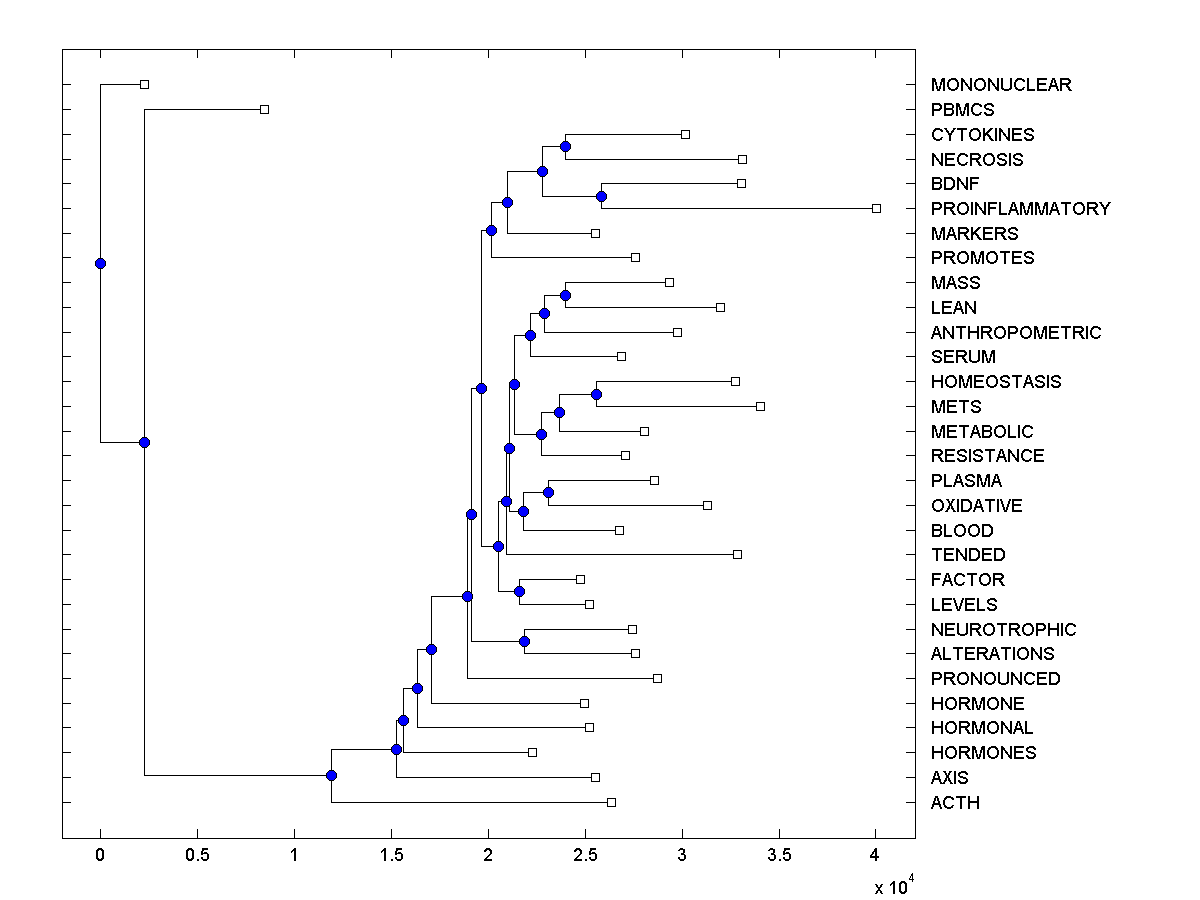 MONONUCLEAR
PBMCS
CYTOKINES
NECROSIS
BDNF
PROINFLAMMATORY
MARKERS
PROMOTES
MASS
LEAN
ANTHROPOMETRIC
SERUM
HOMEOSTASIS
METS
METABOLIC
RESISTANCE
PLASMA
OXIDATIVE
BLOOD
TENDED
FACTOR
LEVELS
NEUROTROPHIC
ALTERATIONS
PRONOUNCED
HORMONE
HORMONAL
HORMONES
AXIS
ACTH
0 0.5 1 1.5 2 2.5 3 3.5 4
x 10^4